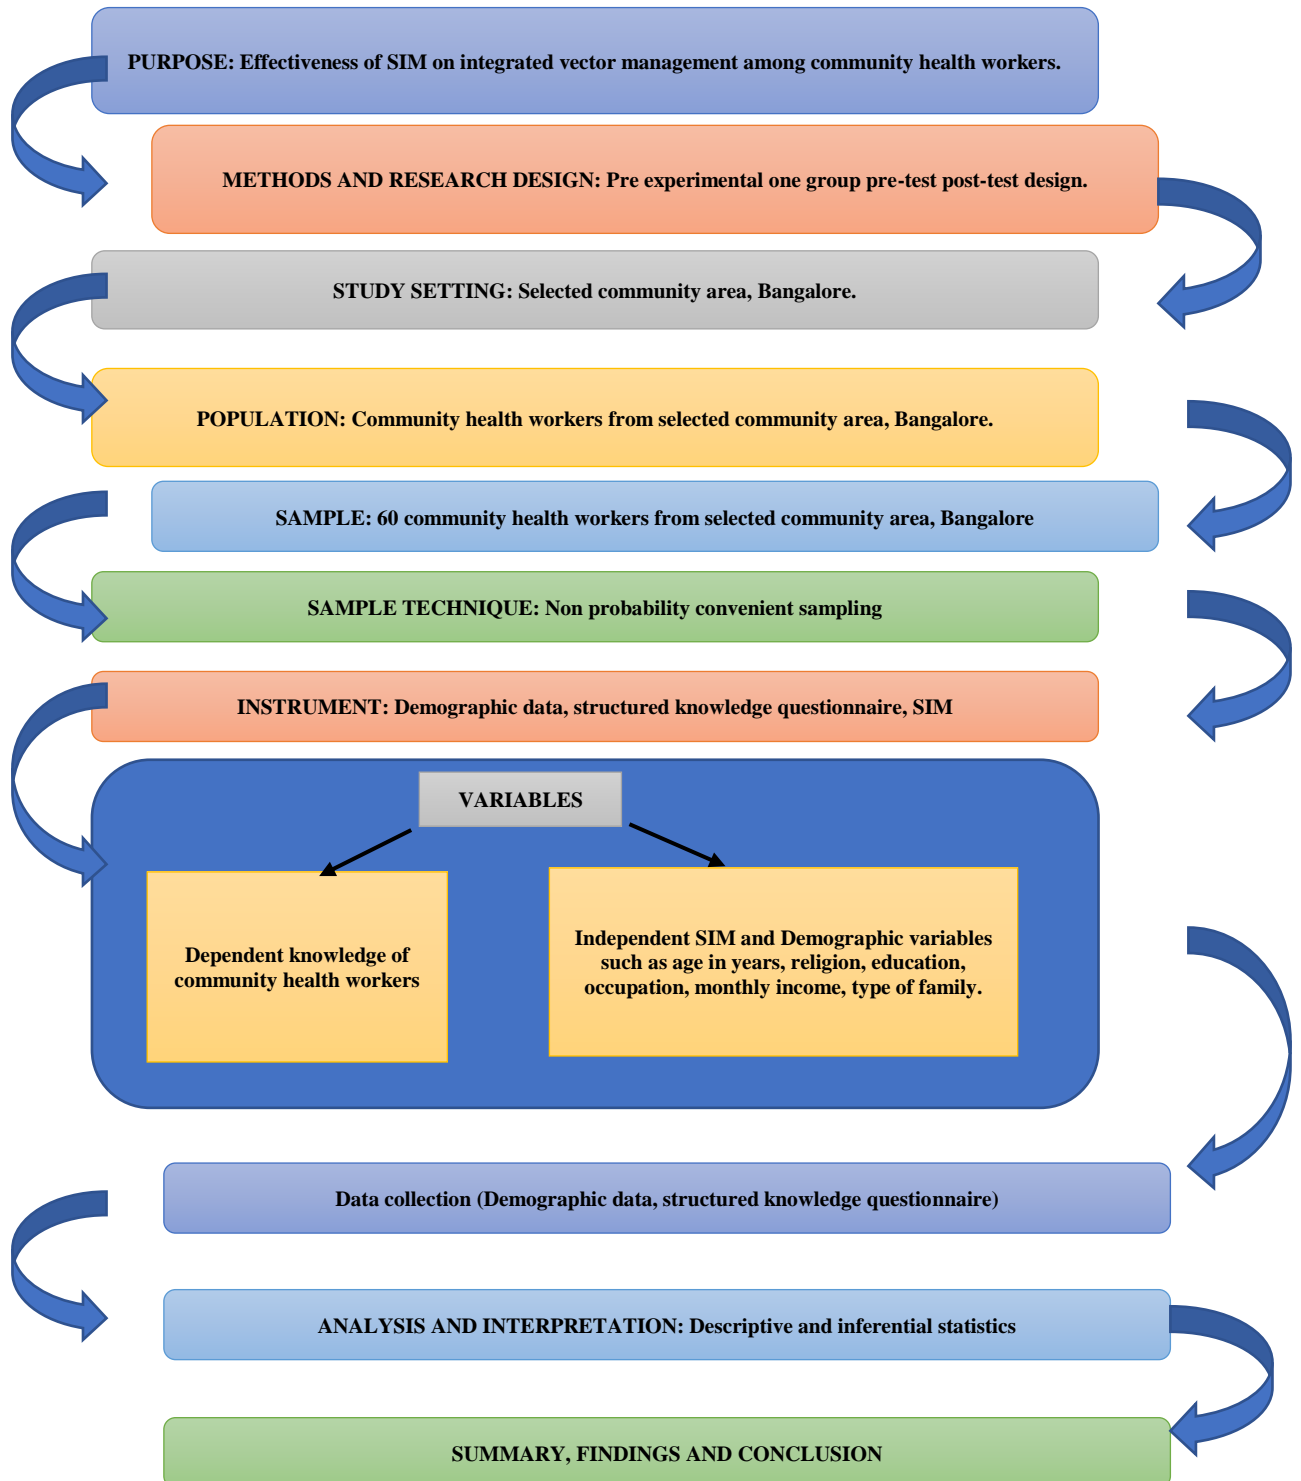 PURPOSE: Effectiveness of SIM on integrated vector management among community health workers.
METHODS AND RESEARCH DESIGN: Pre experimental one group pre-test post-test design.
STUDY SETTING: Selected community area, Bangalore.
POPULATION: Community health workers from selected community area, Bangalore.
SAMPLE: 60 community health workers from selected community area, Bangalore
SAMPLE TECHNIQUE: Non probability convenient sampling
INSTRUMENT: Demographic data, structured knowledge questionnaire, SIM
VARIABLES
Dependent knowledge of
community health workers
Independent SIM and Demographic variables
such as age in years, religion, education,
occupation, monthly income, type of family.
Data collection (Demographic data, structured knowledge questionnaire)
ANALYSIS AND INTERPRETATION: Descriptive and inferential statistics
SUMMARY, FINDINGS AND CONCLUSION